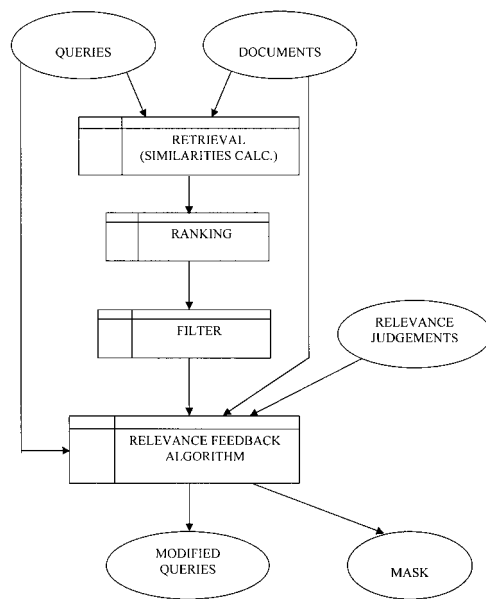 QUERIES
DOCUMENTS
RETRIEVAL
(SIMILARITIES CALC.)
RANKING
FILTER
RELEVANCE
JUDGEMENTS
RELEVANCE FEEDBACK
ALGORITHM
MODIFIED
QUERIES
MASK